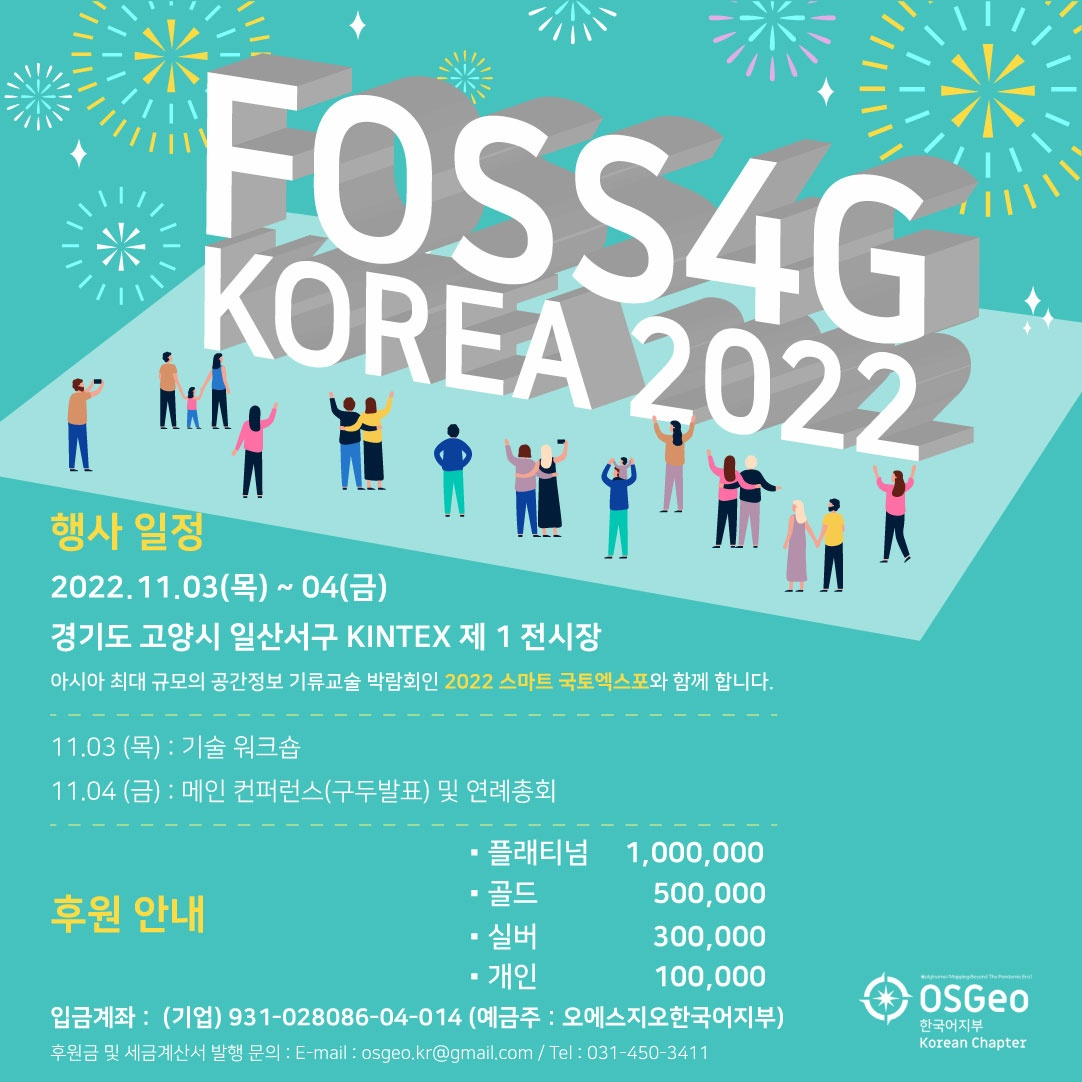 FOSS4G
KOREA 2022
행사 일정
2022.11.03(목) ~ 04(금)
경기도 고양시 일산서구 KINTEX 제 1 전시장
아시아 최대 규모의 공간정보 기류교술 박람회인 2022 스마트 국토엑스포와 함께 합니다.
11.03 (목) : 기술 워크숍
11.04 (금) : 메인 컨퍼런스(구두발표) 및 연례총회
후원 안내
▪ 플래티넘 1,000,000
▪ 골드 500,000
▪ 실버 300,000
▪ 개인 100,000
입금계좌 : (기업) 931-028086-04-014 (예금주 : 오에스지오한국어지부)
후원금 및 세금계산서 발행 문의 : E-mail : osgeo.kr@gmail.com / Tel : 031-450-3411
Mapping Beyond The Pandemic Era!
OSGeo
한국어지부
Korean Chapter